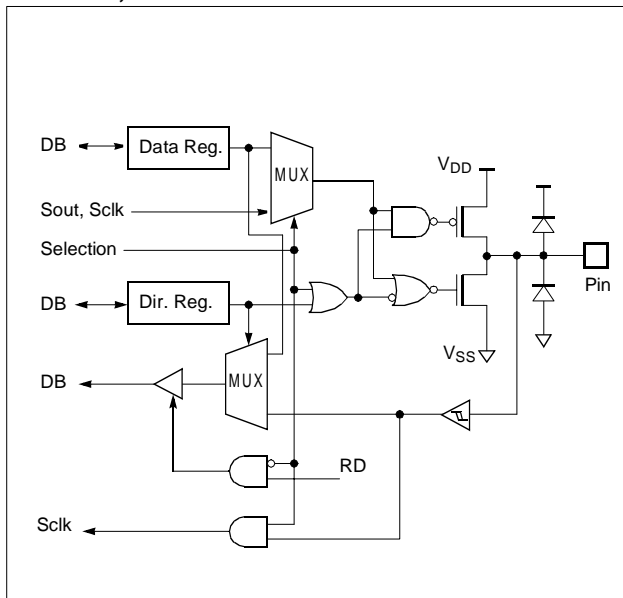 DB
Data Reg.
MUX
VDD
Sout, Sclk
Selection
DB
Dir. Reg.
Pin
VSS
DB
MUX
RD
Sclk